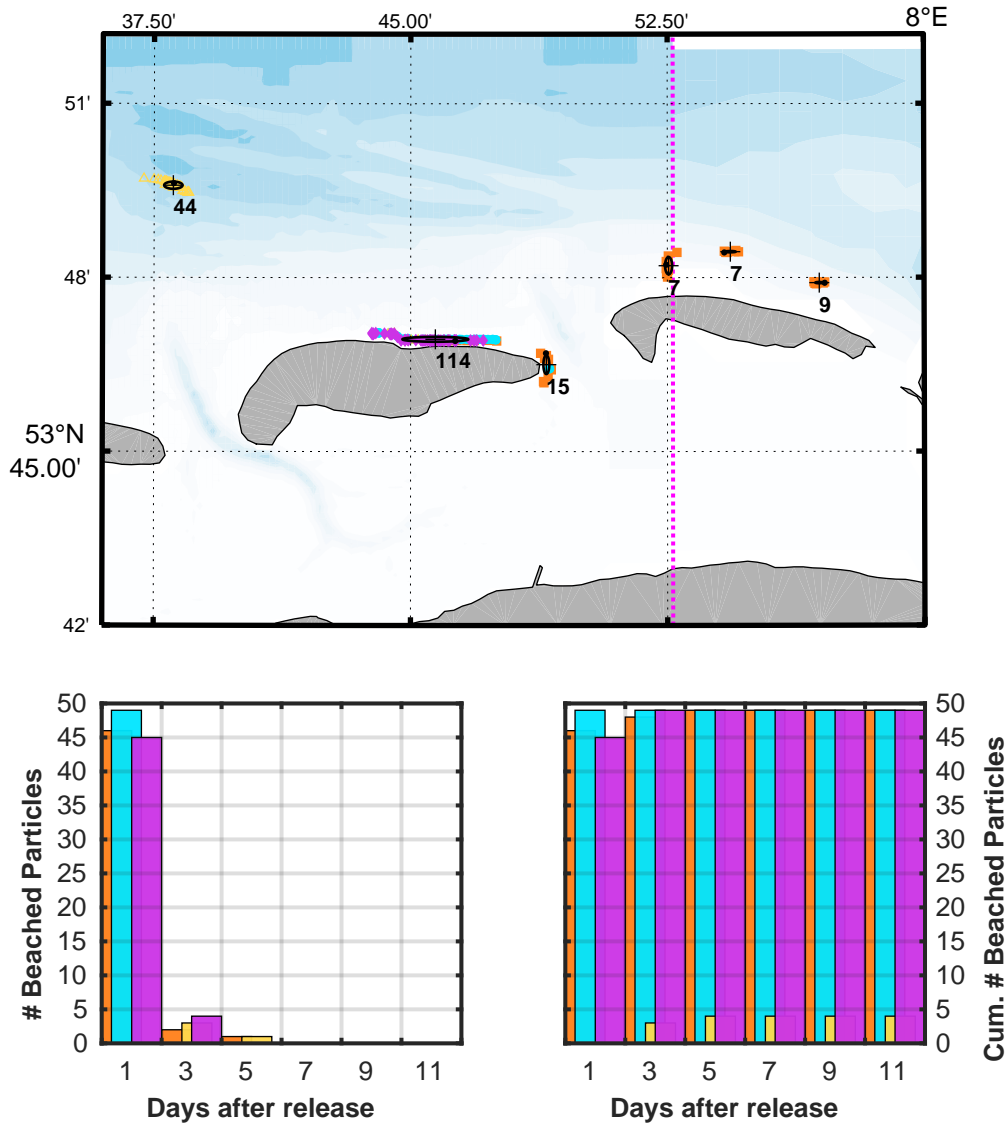 37.50' 45.00' 52.50' 8°E
51'
44
48'
7 7 9
114
15
53°N
45.00'
42'
50 50
45 45
40 40
35 35
30 30
25 25
20 20
15 15
10 10
5 5
0 0
# Beached Particles
Cum. # Beached Particles
1 3 5 7 9 11 1 3 5 7 9 11
Days after release Days after release